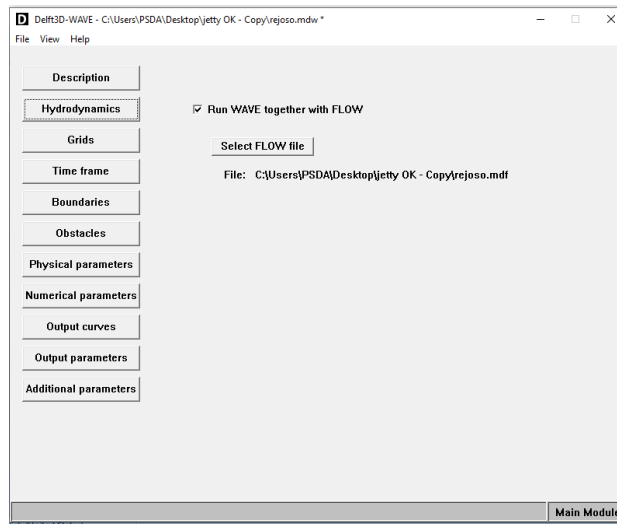 D Delft3D-WAVE - C:\Users\PSDA\Desktop\jetty OK - Copy\rejoso.mdw *
File View Help
Description
Hydrodynamics
Run WAVE together with FLOW
Grids
Select FLOW file
Time frame
File: C:\Users\PSDA\Desktop\jetty OK - Copy\rejoso.mdf
Boundaries
Obstacles
Physical parameters
Numerical parameters
Output curves
Output parameters
Additional parameters
Main Module